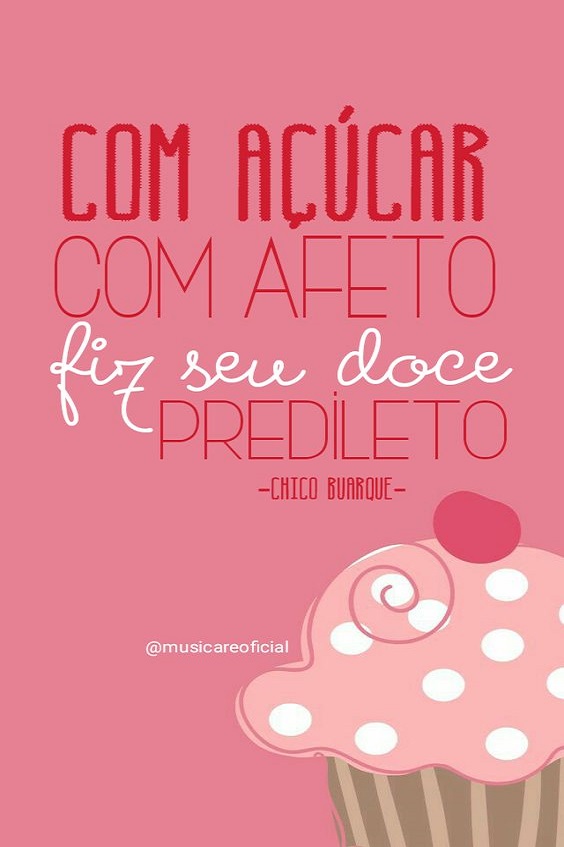 COM AÇÚCAR
COM AFETO
fiz seu doce
PREDILETO
-CHICO BUARQUE-
@musicareoficial